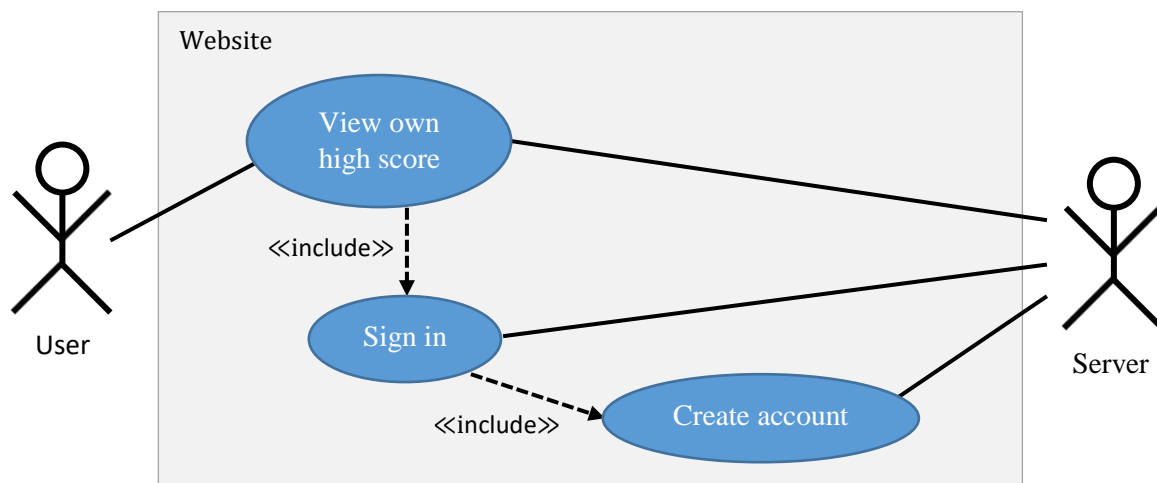 Website
View own
high score
≪include≫
User
Sign in
Server
≪include≫
Create account